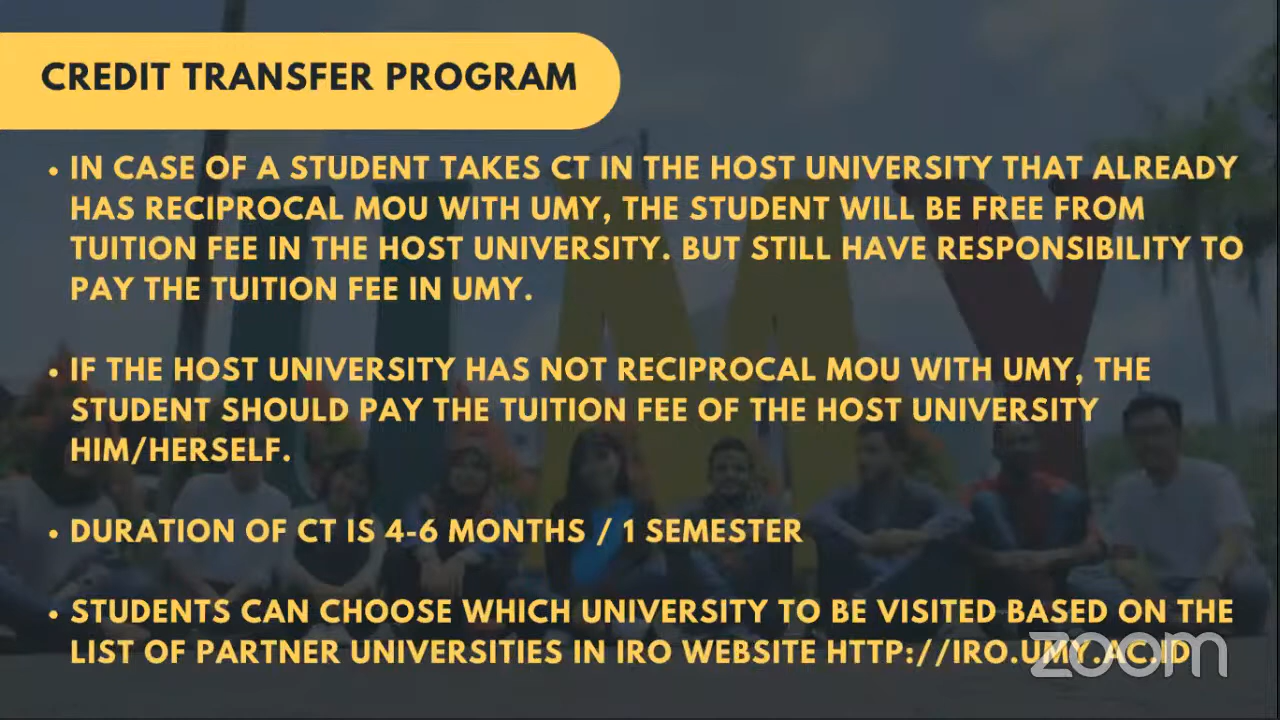 CREDIT TRANSFER PROGRAM
• IN CASE OF A STUDENT TAKES CT IN THE HOST UNIVERSITY THAT ALREADY
HAS RECIPROCAL MOU WITH UMY, THE STUDENT WILL BE FREE FROM
TUITION FEE IN THE HOST UNIVERSITY. BUT STILL HAVE RESPONSIBILITY TO
PAY THE TUITION FEE IN UMY.
• IF THE HOST UNIVERSITY HAS NOT RECIPROCAL MOU WITH UMY, THE
STUDENT SHOULD PAY THE TUITION FEE OF THE HOST UNIVERSITY
HIM/HERSELF.
• DURATION OF CT IS 4-6 MONTHS / 1 SEMESTER
• STUDENTS CAN CHOOSE WHICH UNIVERSITY TO BE VISITED BASED ON THE
LIST OF PARTNER UNIVERSITIES IN IRO WEBSITE HTTP://IRO.UMY.AC.ID
zoom
UMY